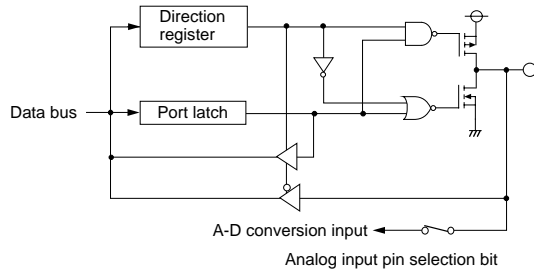 Direction
register
Data bus
Port latch
A-D conversion input
Analog input pin selection bit